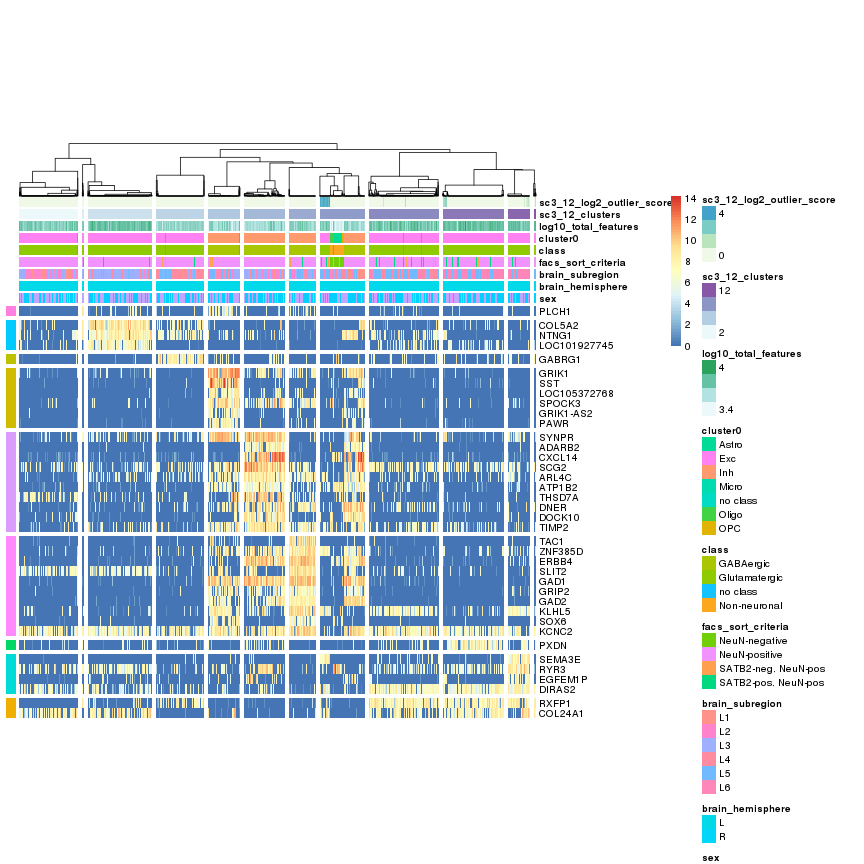 sc3_12_log2_outlier_score
sc3_12_clusters
log10_total_features
cluster0
class
facs_sort_criteria
brain_subregion
brain_hemisphere
sex
PLCH1
COL5A2
NTNG1
LOC101927745
GABRG1
GRIK1
SST
LOC105372768
SPOCK3
GRIK1-AS2
PAWR
SYNPR
ADARB2
CXCL14
SCG2
ARL4C
ATP1B2
THSD7A
DNER
DOCK10
TIMP2
TAC1
ZNF385D
ERBB4
SLIT2
GAD1
GRIP2
GAD2
KLHL5
SOX6
KCNC2
PXDN
SEMA3E
RYR3
EGFEM1P
DIRAS2
RXFP1
COL24A1
14
12
10
8
6
4
2
0
sc3_12_log2_outlier_score
4
0
sc3_12_clusters
12
2
log10_total_features
4
3.4
cluster0
Astro
Exc
Inh
Micro
no class
Oligo
OPC
class
GABAergic
Glutamatergic
no class
Non-neuronal
facs_sort_criteria
NeuN-negative
NeuN-positive
SATB2-neg. NeuN-pos
SATB2-pos. NeuN-pos
brain_subregion
L1
L2
L3
L4
L5
L6
brain_hemisphere
L
R
sex